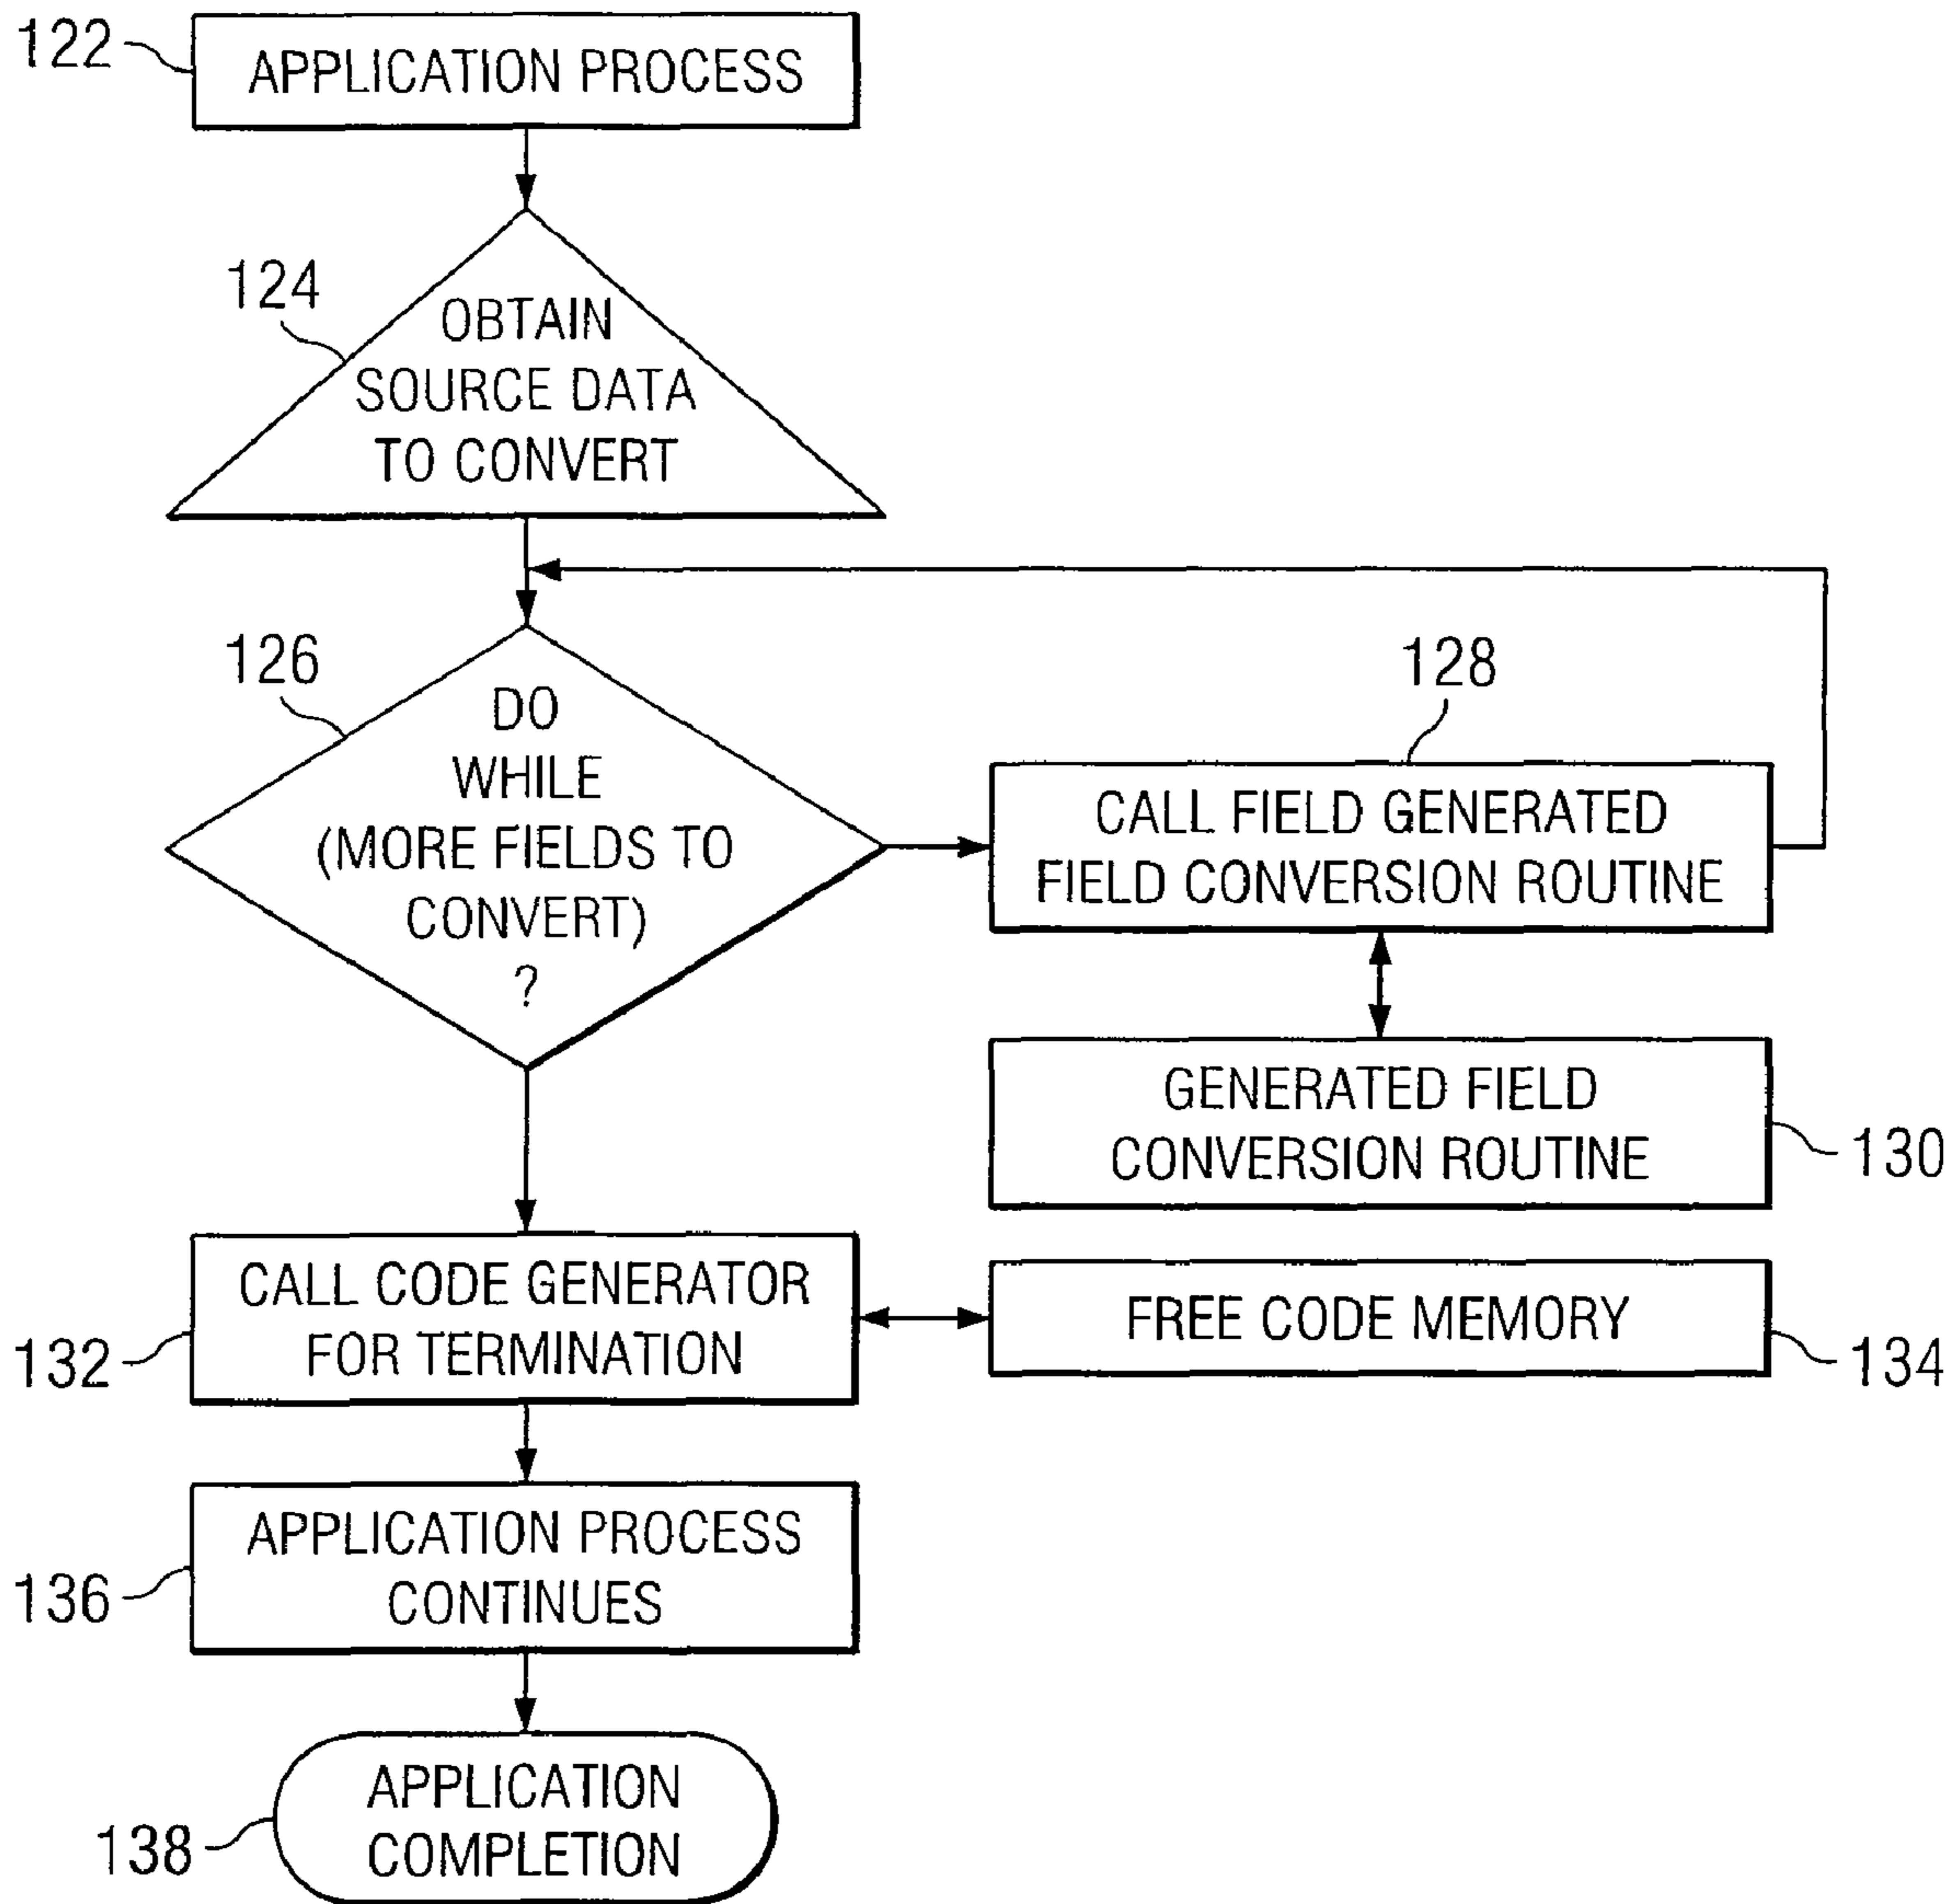 122
APPLICATION PROCESS
124
OBTAIN
SOURCE DATA
TO CONVERT
126
DO
WHILE
(MORE FIELDS TO
CONVERT)
?
128
CALL FIELD GENERATED
FIELD CONVERSION ROUTINE
GENERATED FIELD
CONVERSION ROUTINE
130
CALL CODE GENERATOR
FOR TERMINATION
132
FREE CODE MEMORY
134
APPLICATION PROCESS
CONTINUES
136
APPLICATION
COMPLETION
138